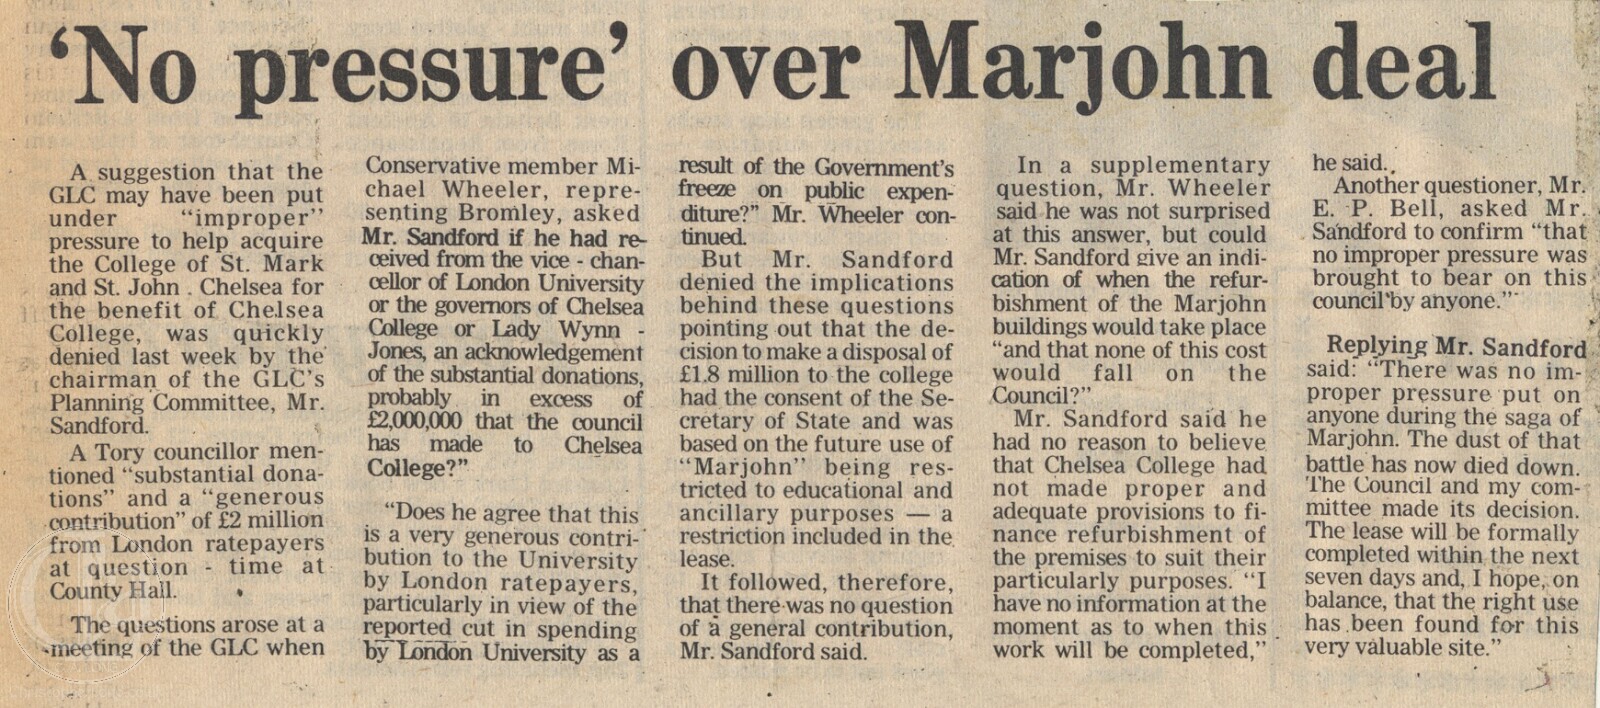 ‘No pressure’ over Marjohn deal
A suggestion that the
GLC may have been put
under “improper”
pressure to help acquire
the College of St. Mark
and St. John . Chelsea for
the benefit of Chelsea
College, was quickly
denied last week by the
chairman of the GLC's
Planning Committee, Mr.
Sandford.
A Tory councillor men-
tioned “substantial dona-
tions” and a “generous
contribution” of £2 million
from London ratepayers
at question - time at
County Hall.
The questions arose at a
meeting of the GLC when
Conservative member Mi-
chael Wheeler, repre-
senting Bromley, asked
Mr. Sandford if he had re-
ceived from the vice - chan-
cellor of London University
or the governors of Chelsea
College or Lady Wynn -
Jones, an acknowledgement
of the substantial donations,
probably in excess of
£2,000,000 that the council
has made to Chelsea
College?”
“Does he agree that this
is a very generous contri-
bution to the University
by London ratepayers,
particularly in view of the
reported cut in spending
by London University as a
result of the Government's
freeze on public expen-
diture?” Mr. Wheeler con-
tinued.
But Mr. Sandford
denied the implications
behind these questions
pointing out that the de-
cision to make a disposal of
£1.8 million to the college
had the consent of the Se-
cretary of State and was
based on the future use of
“Marjohn” being res-
tricted to educational and
ancillary purposes — a
restriction included in the
lease.
It followed, therefore,
that there was no question
of a general contribution,
Mr. Sandford said.
In a supplementary
question, Mr. Wheeler
said he was not surprised
at this answer, but could
Mr. Sandford give an indi-
cation of when the refur-
bishment of the Marjohn
buildings would take place
“and that none of this cost
would fall on the
Council?”
Mr. Sandford said he
had no reason to believe
that Chelsea College had
not made proper and
adequate provisions to fi-
nance refurbishment of
the premises to suit their
particularly purposes. “I
have no information at the
moment as to when this
work will be completed,”
he said.
Another questioner, Mr.
E. P. Bell, asked Mr.
Sandford to confirm “that
no improper pressure was
brought to bear on this
council by anyone.”
Replying Mr. Sandford
said: “There was no im-
proper pressure put on
anyone during the saga of
Marjohn. The dust of that
battle has now died down.
The Council and my com-
mittee made its decision.
The lease will be formally
completed within the next
seven days and, I hope, on
balance, that the right use
has been found for this
very valuable site.”